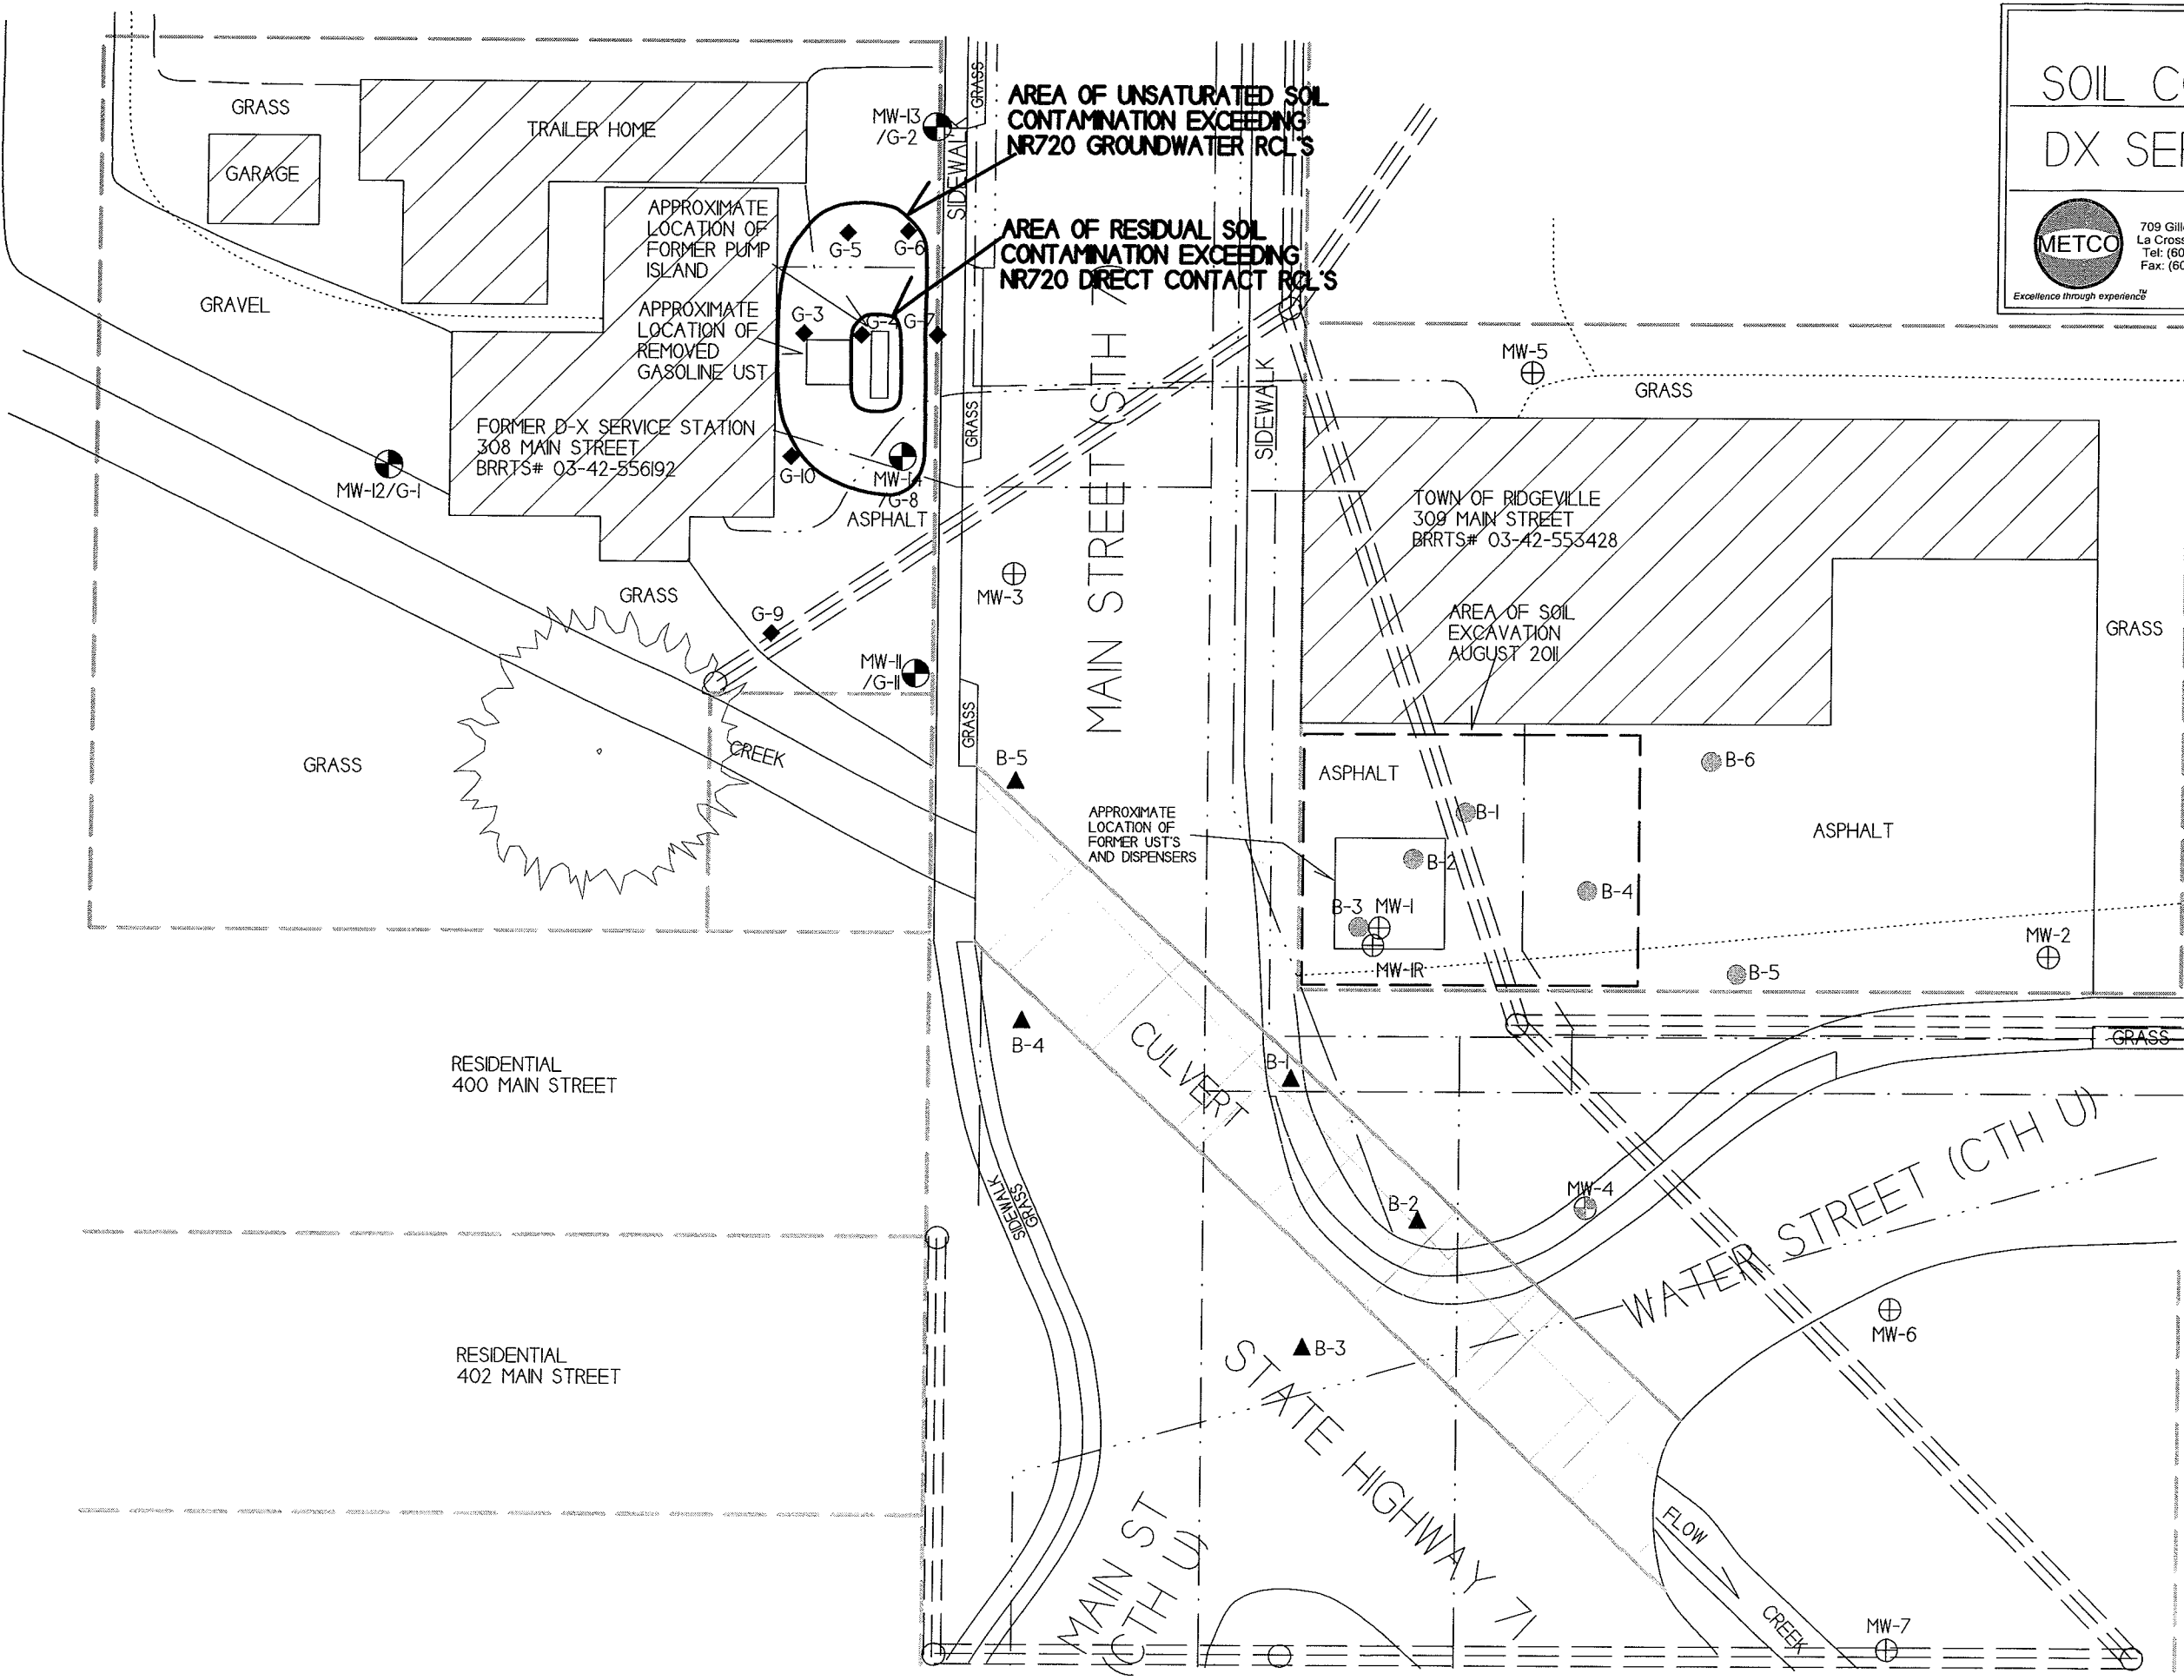 SOIL
DX
METCO
709
La
Tel:
Fax:
Excellence through experience™
GRASS
GARAGE
TRAILER HOME
MW-13
/G-2
GRASS
SIDEWALK
AREA OF UNSATURATED SOIL
CONTAMINATION EXCEEDING
NR720 GROUNDWATER RCL'S
AREA OF RESIDUAL SOIL
CONTAMINATION EXCEEDING
NR720 DIRECT CONTACT RCL'S
APPROXIMATE
LOCATION OF
FORMER PUMP
ISLAND
G-5
G-6
GRAVEL
APPROXIMATE
LOCATION OF
REMOVED
GASOLINE UST
G-3
G-4
G-7
FORMER D-X SERVICE STATION
308 MAIN STREET
BRRTS# 03-42-556192
MW-12/G-1
G-10
MW-14
/G-8
ASPHALT
GRASS
MAIN STREET (STH 71)
SIDEWALK
MW-5
GRASS
TOWN OF RIDGEVILLE
309 MAIN STREET
BRRTS# 03-42-553428
MW-3
GRASS
G-9
MW-11
/G-11
AREA OF SOIL
EXCAVATION
AUGUST 2011
GRASS
GRASS
CREEK
GRASS
B-5
ASPHALT
B-6
APPROXIMATE
LOCATION OF
FORMER UST'S
AND DISPENSERS
B-1
ASPHALT
B-2
B-4
B-3
MW-1
MW-1R
B-5
MW-2
B-4
CULVERT
B-1
GRASS
RESIDENTIAL
400 MAIN STREET
SIDEWALK
GRASS
B-2
MW-4
WATER STREET (CTH U)
MW-6
B-3
RESIDENTIAL
402 MAIN STREET
STATE HIGHWAY 71
MAIN ST
(CTH U)
FLOW
CREEK
MW-7